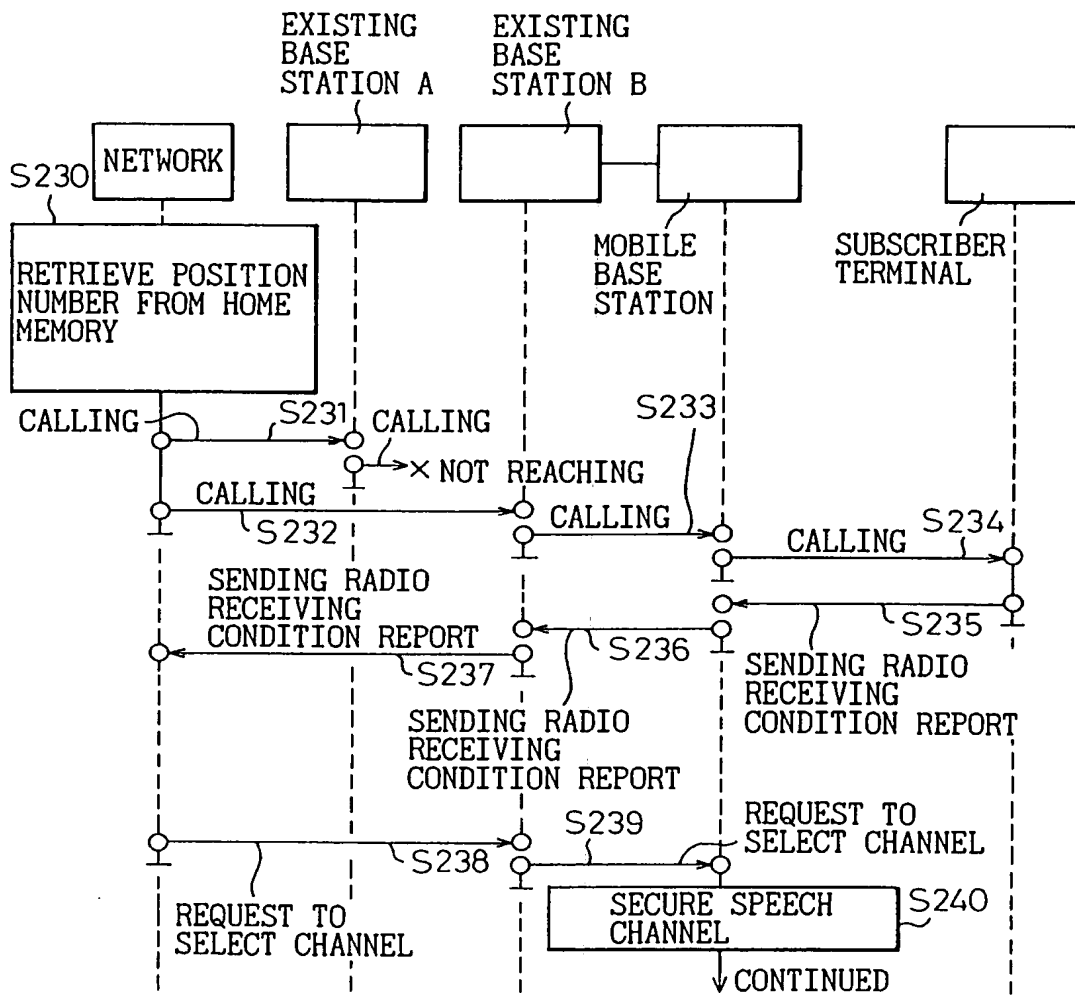 EXISTING
BASE
STATION A
EXISTING
BASE
STATION B
NETWORK
S230
MOBILE
BASE
STATION
SUBSCRIBER
TERMINAL
RETRIEVE POSITION
NUMBER FROM HOME
MEMORY
CALLING
S231
CALLING
S233
× NOT REACHING
CALLING
S232
CALLING
S234
CALLING
SENDING RADIO
RECEIVING
CONDITION REPORT
S235
S236
S237
SENDING RADIO
RECEIVING
CONDITION REPORT
SENDING RADIO
RECEIVING
CONDITION REPORT
S239
REQUEST TO
SELECT CHANNEL
S238
REQUEST TO
SELECT CHANNEL
SECURE SPEECH
CHANNEL
S240
CONTINUED